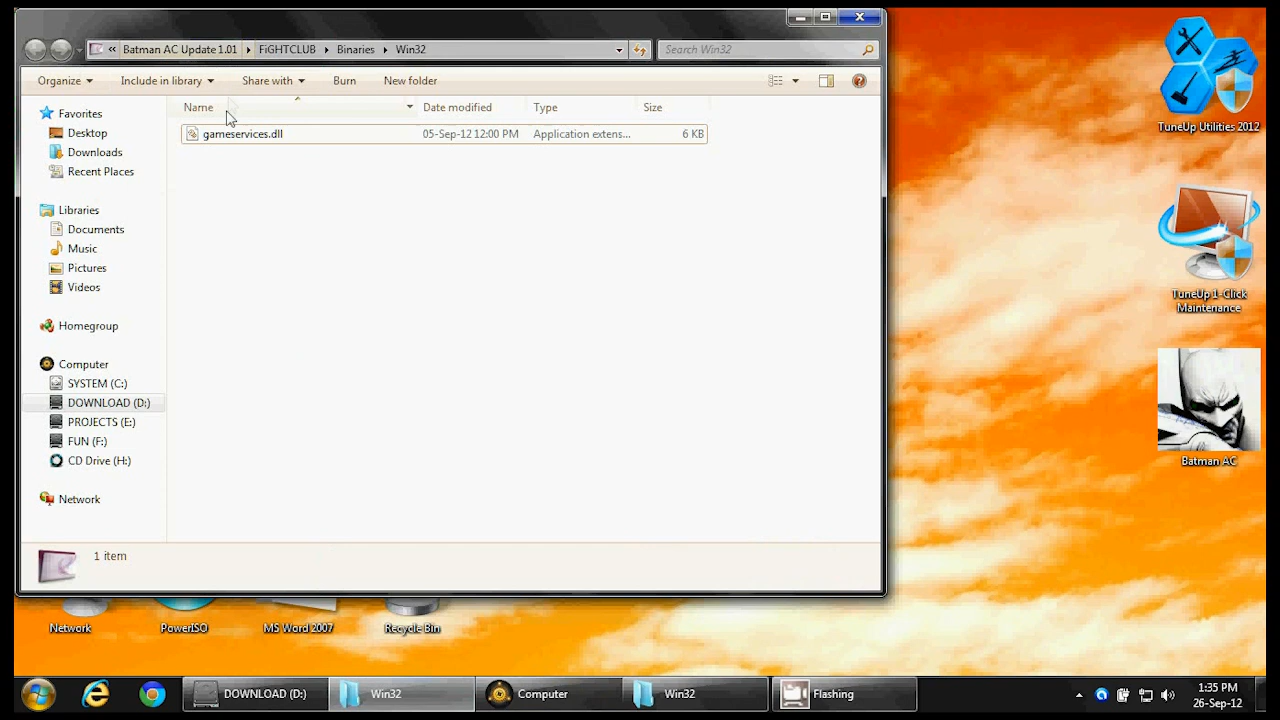 Batman AC Update 1.01 FiGHTCLUB Binaries Win32
Search Win32
Organize Include in library Share with Burn New folder
Name Date modified Type Size
gameservices.dll 05-Sep-12 12:00 PM Application extens... 6 KB
Favorites
Desktop
Downloads
Recent Places
Libraries
Documents
Music
Pictures
Videos
Homegroup
Computer
SYSTEM (C:)
DOWNLOAD (D:)
PROJECTS (E:)
FUN (F:)
CD Drive (H:)
Network
1 item
TuneUp Utilities 2012
TuneUp 1-Click
Maintenance
Batman AC
Network PowerISO MS Word 2007 Recycle Bin
DOWNLOAD (D:) Win32 Computer Win32 Flashing
1:35 PM
26-Sep-12